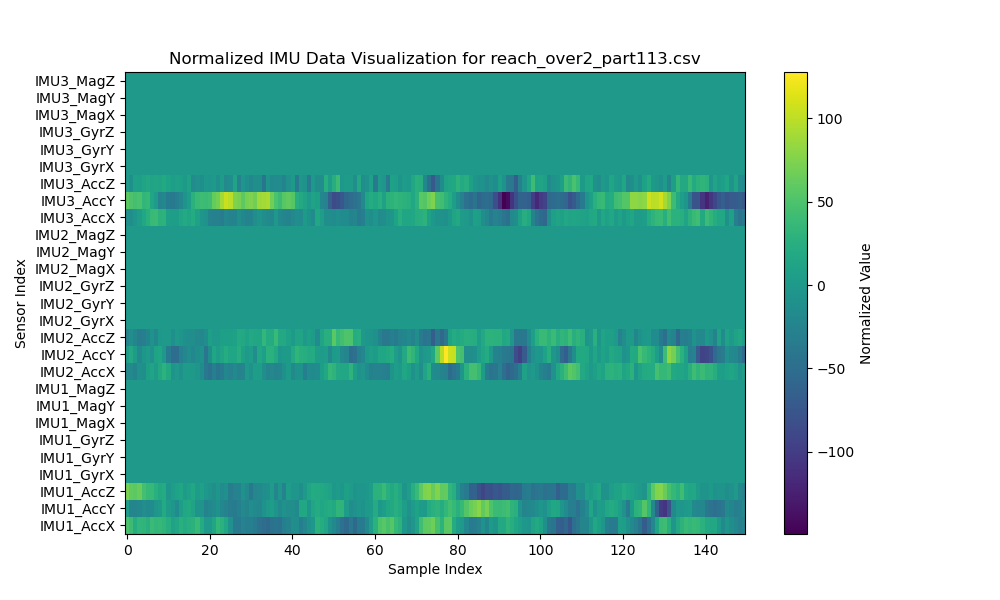 Normalized IMU Data Visualization for reach_over2_part113.csv
Sensor Index
IMU3_MagZ
IMU3_MagY
IMU3_MagX
IMU3_GyrZ
IMU3_GyrY
IMU3_GyrX
IMU3_AccZ
IMU3_AccY
IMU3_AccX
IMU2_MagZ
IMU2_MagY
IMU2_MagX
IMU2_GyrZ
IMU2_GyrY
IMU2_GyrX
IMU2_AccZ
IMU2_AccY
IMU2_AccX
IMU1_MagZ
IMU1_MagY
IMU1_MagX
IMU1_GyrZ
IMU1_GyrY
IMU1_GyrX
IMU1_AccZ
IMU1_AccY
IMU1_AccX
0 20 40 60 80 100 120 140
Sample Index
100
50
0
−50
−100
Normalized Value